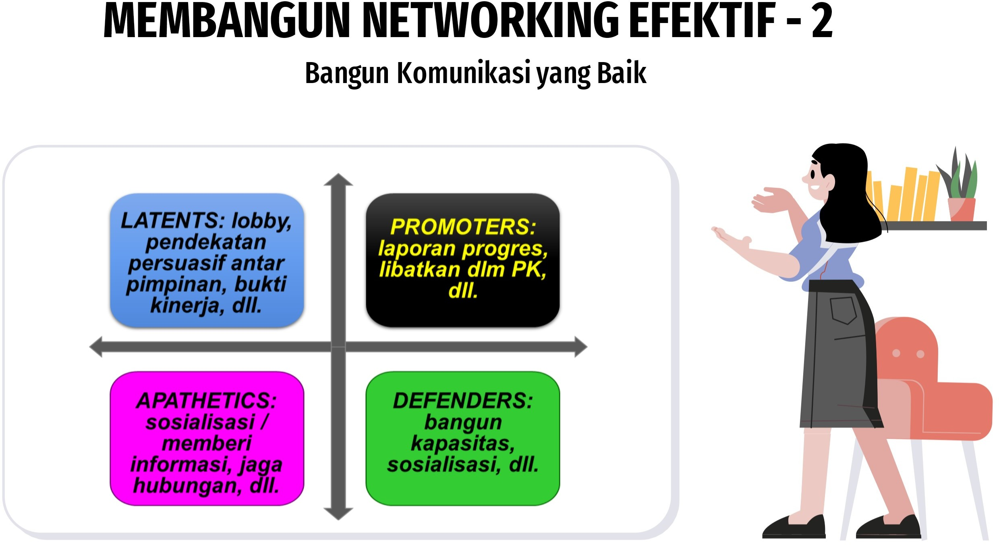 MEMBANGUN NETWORKING EFEKTIF - 2
Bangun Komunikasi yang Baik
LATENTS: lobby,
pendekatan
persuasif antar
pimpinan, bukti
kinerja, dll.
PROMOTERS:
laporan progres,
libatkan dlm PK,
dll.
APATHETICS:
sosialisasi /
memberi
informasi, jaga
hubungan, dll.
DEFENDERS:
bangun
kapasitas,
sosialisasi, dll.